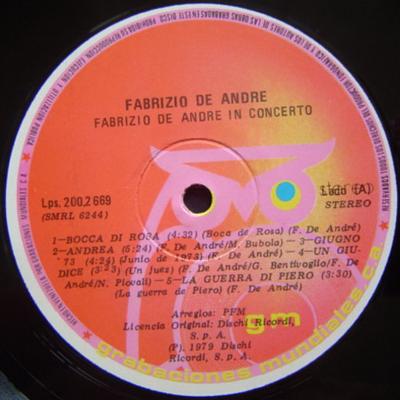 FABRIZIO DE ANDRE
FABRIZIO DE ANDRE IN CONCERTO
Lps. 200,2669
(SMRL 6244)
Lado (A)
STEREO
1—BOCCA DI ROSA (4:32) (Boca de Rosa) (F. De André)
2—ANDREA (5:24) (F. De André/M. Bubola)—3—GIUGNO
'73 (4:24) (Junio de 1973) (F. De André)—4—UN GIU-
DICE (3:23) (Un juez) (F. De André/G. Bentivoglio/F. De
André/N. Piovali)—5—LA GUERRA DI PIERO (3:30)
(La guerra de Piero) (F. De André)
Arreglos: PFM
Licencia Original: Dischi Ricordi,
S. p. A.
(P). 1979 Dischi
Ricordi, S. p. A.
gm
grabaciones mundiales c.a.